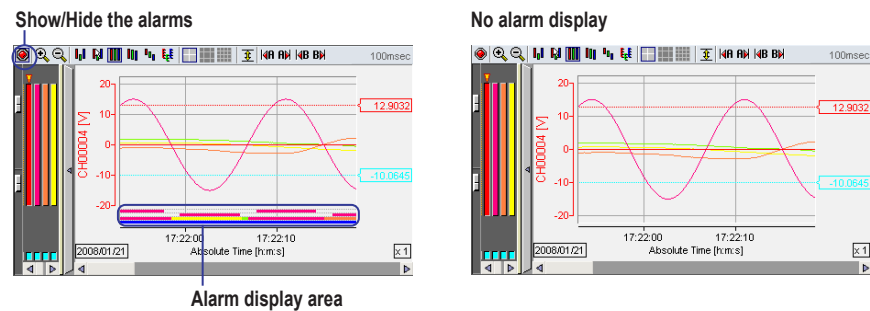 Show/Hide the alarms
100msec
20
10
0
-10
-20
CH00004 [V]
12.9032
-10.0645
17:22:00
17:22:10
2008/01/21
Absolute Time [h:m:s]
x 1
Alarm display area
No alarm display
100msec
20
10
0
-10
-20
CH00004 [V]
12.9032
-10.0645
17:22:00
17:22:10
2008/01/21
Absolute Time [h:m:s]
x 1